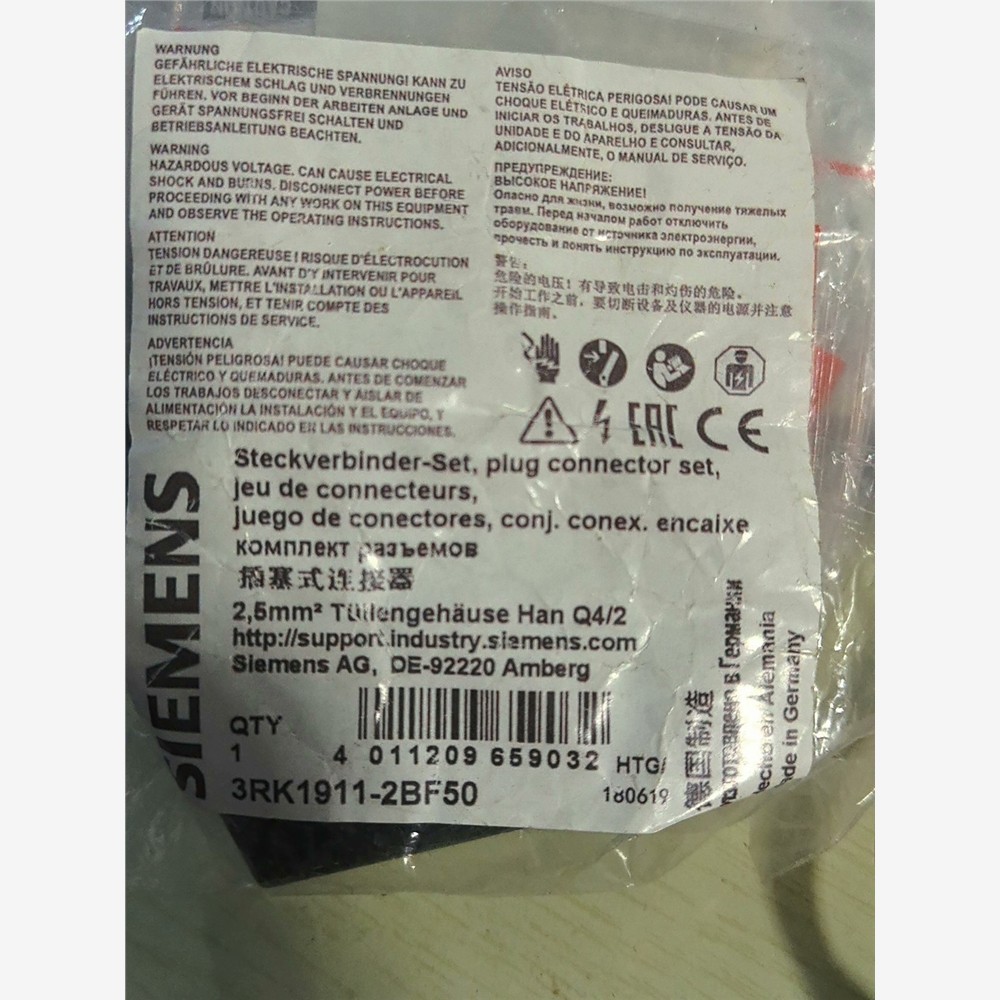 WARNUNG
GEFÄHRLICHE ELEKTRISCHE SPANNUNG! KANN ZU
ELEKTRISCHEM SCHLAG UND VERBRENNUNGEN
FÜHREN. VOR BEGINN DER ARBEITEN ANLAGE UND
GERÄT SPANNUNGSFREI SCHALTEN UND
BETRIEBSANLEITUNG BEACHTEN.
WARNING
HAZARDOUS VOLTAGE. CAN CAUSE ELECTRICAL
SHOCK AND BURNS. DISCONNECT POWER BEFORE
PROCEEDING WITH ANY WORK ON THIS EQUIPMENT
AND OBSERVE THE OPERATING INSTRUCTIONS.
ATTENTION
TENSION DANGEREUSE ! RISQUE D'ÉLECTROCUTION
ET DE BRÛLURE. AVANT D'Y INTERVENIR POUR
TRAVAUX, METTRE L'INSTALLATION OU L'APPAREIL
HORS TENSION, ET TENIR COMPTE DES
INSTRUCTIONS DE SERVICE.
ADVERTENCIA
¡TENSIÓN PELIGROSA! PUEDE CAUSAR CHOQUE
ELÉCTRICO Y QUEMADURAS. ANTES DE COMENZAR
LOS TRABAJOS DESCONECTAR Y AISLAR DE
ALIMENTACIÓN LA INSTALACIÓN Y EL EQUIPO, Y
RESPETAR LO INDICADO EN LAS INSTRUCCIONES.
AVISO
TENSÃO ELÉTRICA PERIGOSA! PODE CAUSAR UM
CHOQUE ELÉTSICO E QUEIMADURAS. ANTES DE
INICIAR OS TRABALHOS, DESLIGUE A TENSÃO DA
UNIDADE E DO APARELHO E CONSULTAR,
ADICIONALMENTE, O MANUAL DE SERVIÇO.
ПРЕДУПРЕЖДЕНИЕ:
ВЫСОКОЕ НАПРЯЖЕНИЕ!
Опасно для жизни, возможно получение тяжелых
травм. Перед началом работ отключить
оборудование от источника электроэнергии,
прочесть и понять инструкцию по эксплуатации.
警告:
危险的电压! 有导致电击和灼伤的危险。
开始工作之前, 要切断设备及仪器的电源并注意
操作指南。
EAC CE
SIEMENS
Steckverbinder-Set, plug connector set,
jeu de connecteurs,
juego de conectores, conj. conex. encaixe
комплект разъемов
插塞式连接器
2,5mm² Tüllengehäuse Han Q4/2
http://support.industry.siemens.com
Siemens AG, DE-92220 Amberg
QTY
1
4 011209 659032
HTG/
3RK1911-2BF50
180619
德国制造
Изготовлено в Германии
Hecho en Alemania
Made in Germany